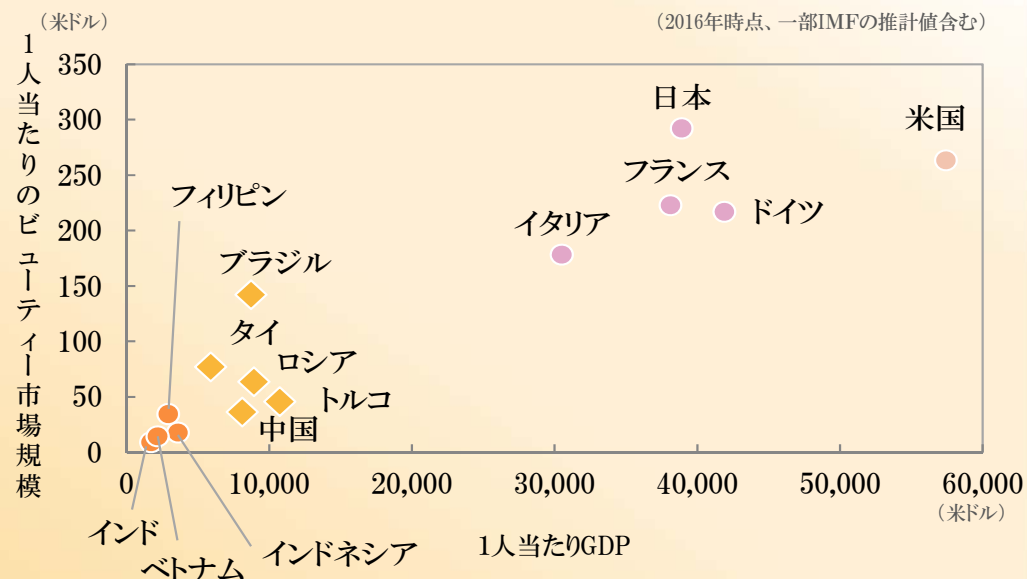 （米ドル）
（2016年時点、一部IMFの推計値含む）
1人当たりのビューティー市場規模
350
300
250
200
150
100
50
0
日本
米国
フランス
ドイツ
イタリア
フィリピン
ブラジル
タイ
ロシア
トルコ
中国
0
10,000
20,000
30,000
40,000
50,000
60,000
（米ドル）
インド
ベトナム
インドネシア
1人当たりGDP